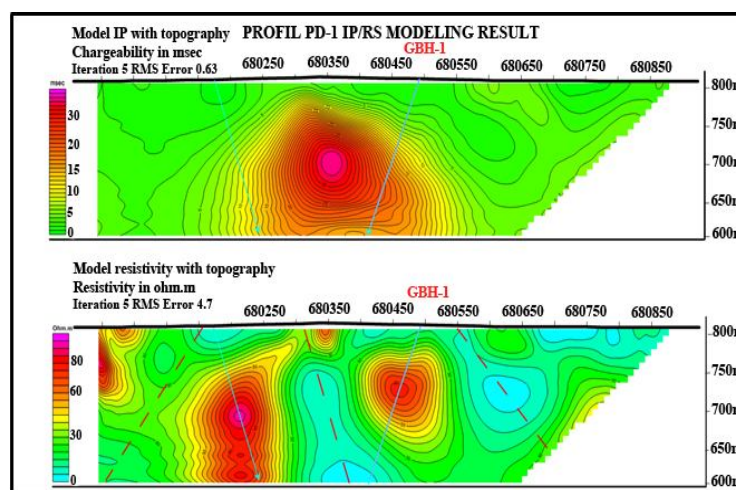 Model IP with topography PROFIL PD-1 IP/RS MODELING RESULT
Chargeability in msec GBH-1
Iteration 5 RMS Error 0.63 680250 680350 680450 680550 680650 680750 680850
msec
30
20
15
10
5
0
800m
750m
700m
650m
600m
Model resistivity with topography
Resistivity in ohm.m
Iteration 5 RMS Error 4.7
GBH-1
680250 680350 680450 680550 680650 680750 680850
Ohm.m
80
60
40
20
0
800m
750m
700m
650m
600m